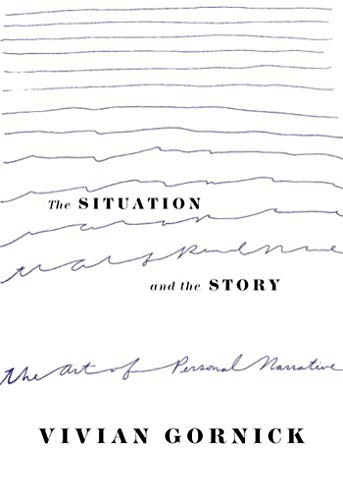 The SITUATION
and the STORY
the Art of Personal Narrative
VIVIAN GORNICK